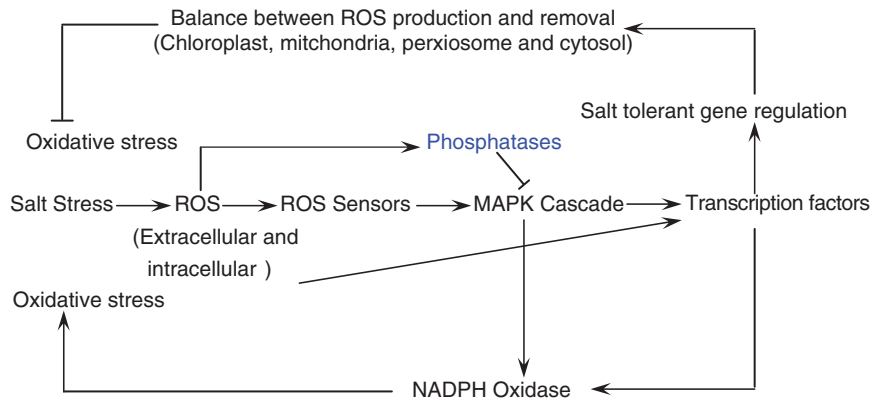 Balance between ROS production and removal
(Chloroplast, mitchondria, perxiosome and cytosol)
Salt tolerant gene regulation
Oxidative stress
Phosphatases
Salt Stress
ROS
ROS Sensors
MAPK Cascade
Transcription factors
(Extracellular and
intracellular )
Oxidative stress
NADPH Oxidase